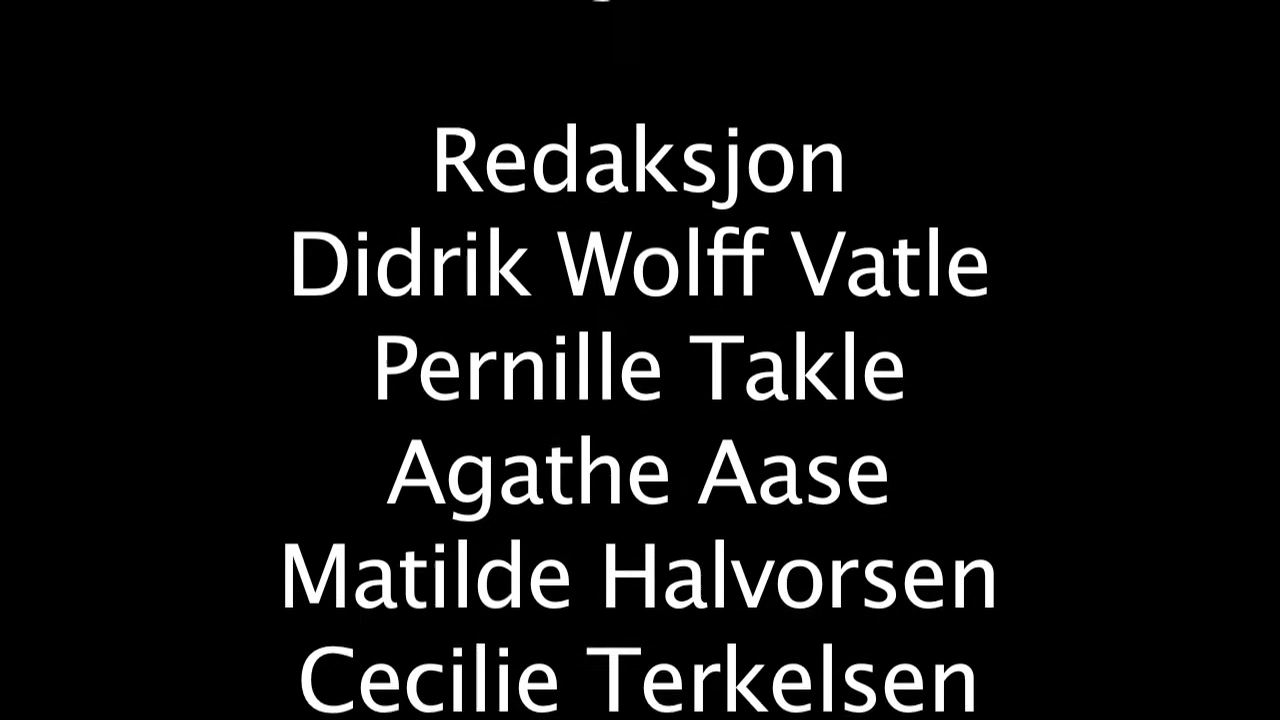 Redaksjon
Didrik Wolff Vatle
Pernille Takle
Agathe Aase
Matilde Halvorsen
Cecilie Terkelsen